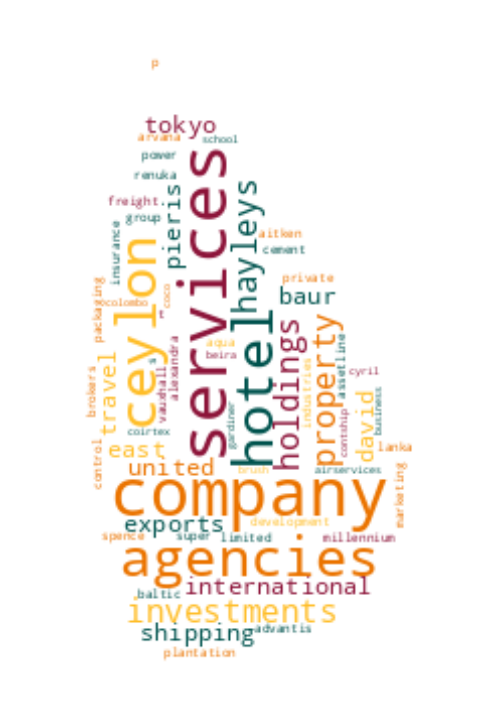 p
tokyo
arvana
school
power
services
renuka
pieris
hayleys
freight
group
insurance
aitken
ceylon
cement
packaging
coco
private
baur
colombo
t
hotel
holdings
property
alexandra
vauxhalls
aqua
beira
assetline
travel
s
industries
cyril
brokers
david
business
gardiner
contship
coirtex
control
east
lanka
united
brush
airservices
marketing
company
exports
development
spence
super
limited
millennium
agencies
international
baltic
investments
shipping
advantis
plantation